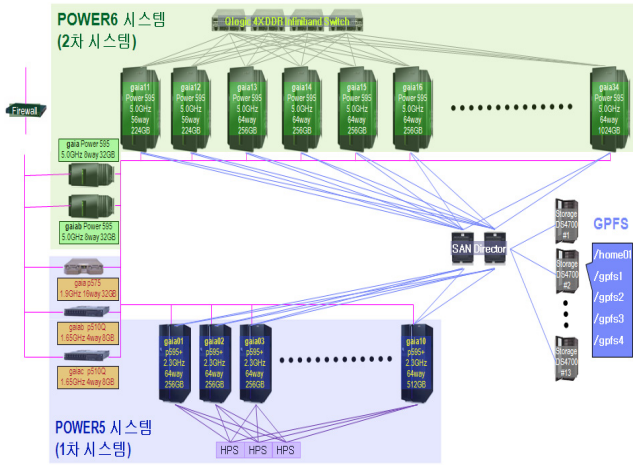 POWER6 시스템
(2차 시스템)
Qlogic 4XDDR Infiniband Switch
gaia11
Power 595
5.0GHz
56way
224GB
gaia12
Power 595
5.0GHz
56way
224GB
gaia13
Power 595
5.0GHz
64way
256GB
gaia14
Power 595
5.0GHz
64way
256GB
gaia15
Power 595
5.0GHz
64way
256GB
gaia16
Power 595
5.0GHz
64way
256GB
gaia34
Power 595
5.0GHz
64way
1024GB
Firewall
gaia Power 595
5.0GHz 8way 32GB
gaiab Power 595
5.0GHz 8way 32GB
gaia p575
1.9GHz 16way 32GB
gaiab p510Q
1.65GHz 4way 8GB
gaiac p510Q
1.65GHz 4way 8GB
SAN Director
Storage
DS4700
#1
Storage
DS4700
#2
Storage
DS4700
#13
GPFS
/home01
/gpfs1
/gpfs2
/gpfs3
/gpfs4
gaia01
p595+
2.3GHz
64way
256GB
gaia02
p595+
2.3GHz
64way
256GB
gaia03
p595+
2.3GHz
64way
256GB
gaia10
p595+
2.3GHz
64way
512GB
POWER5 시스템
(1차 시스템)
HPS HPS HPS